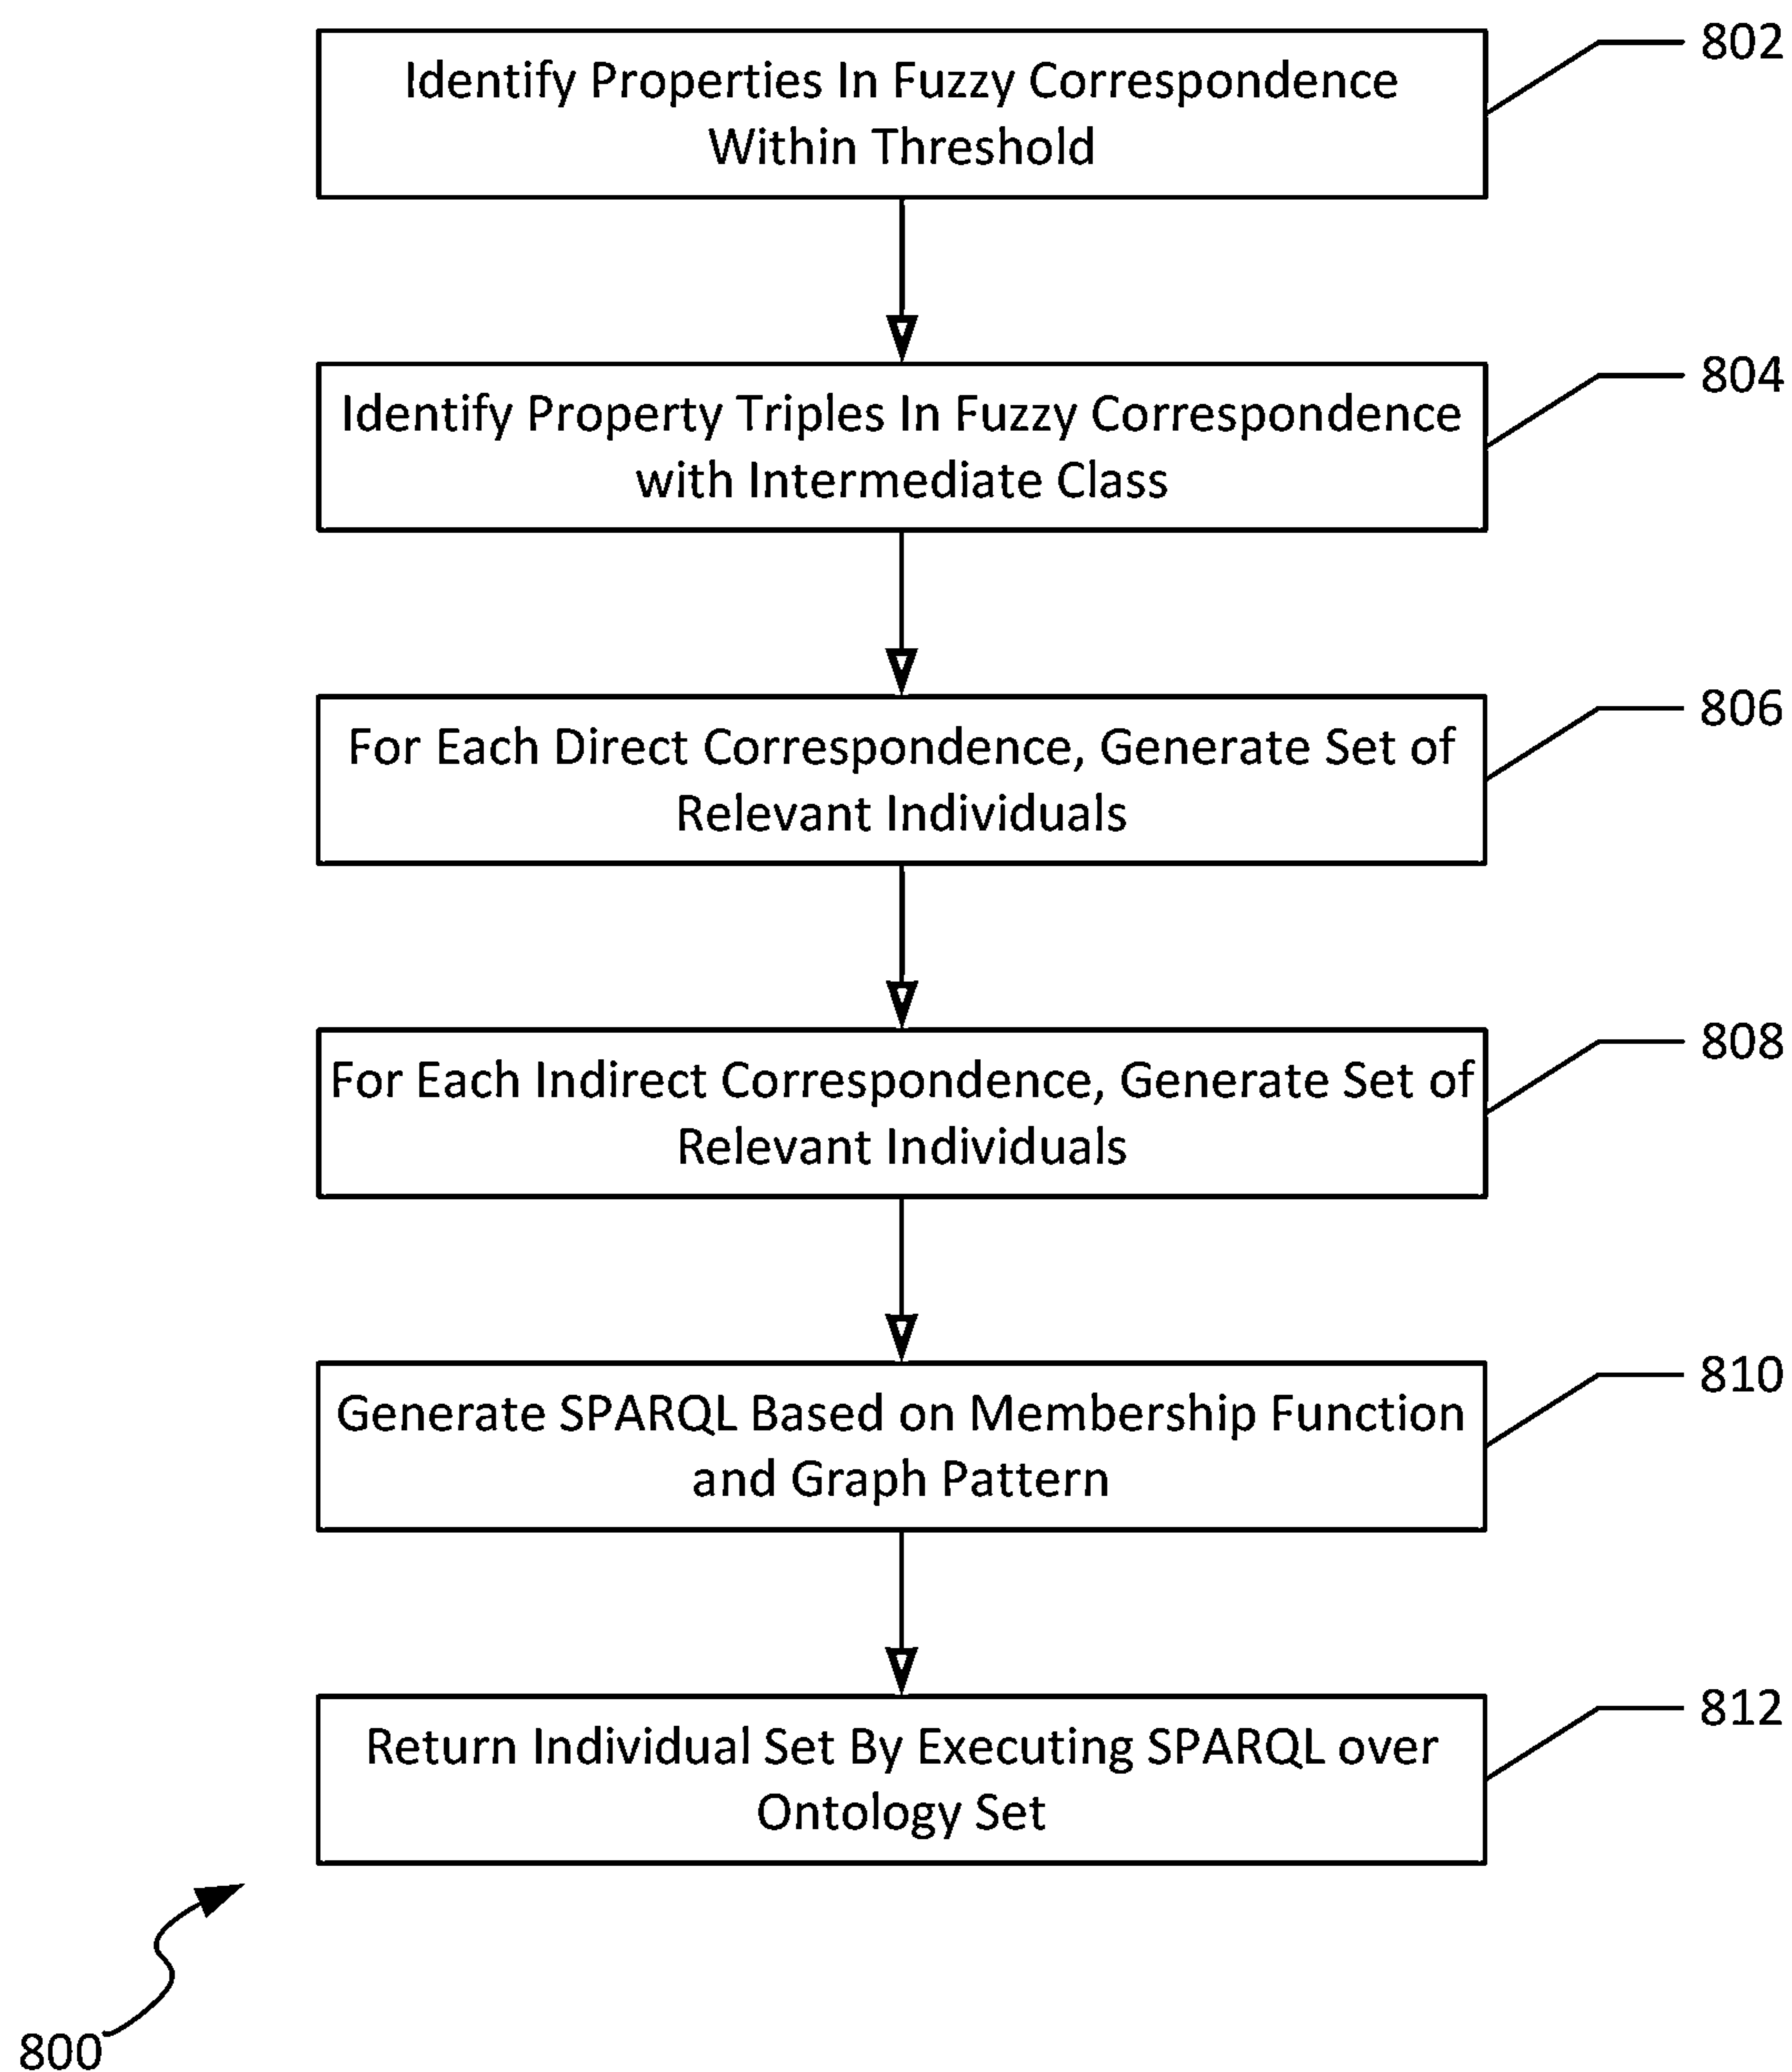 802
Identify Properties In Fuzzy Correspondence
Within Threshold
804
Identify Property Triples In Fuzzy Correspondence
with Intermediate Class
806
For Each Direct Correspondence, Generate Set of
Relevant Individuals
808
For Each Indirect Correspondence, Generate Set of
Relevant Individuals
810
Generate SPARQL Based on Membership Function
and Graph Pattern
812
Return Individual Set By Executing SPARQL over
Ontology Set
800